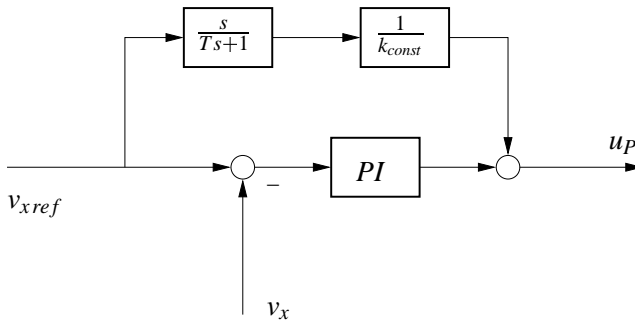 s/(Ts+1)
1/k_const
u_P
PI
–
v_xref
v_x